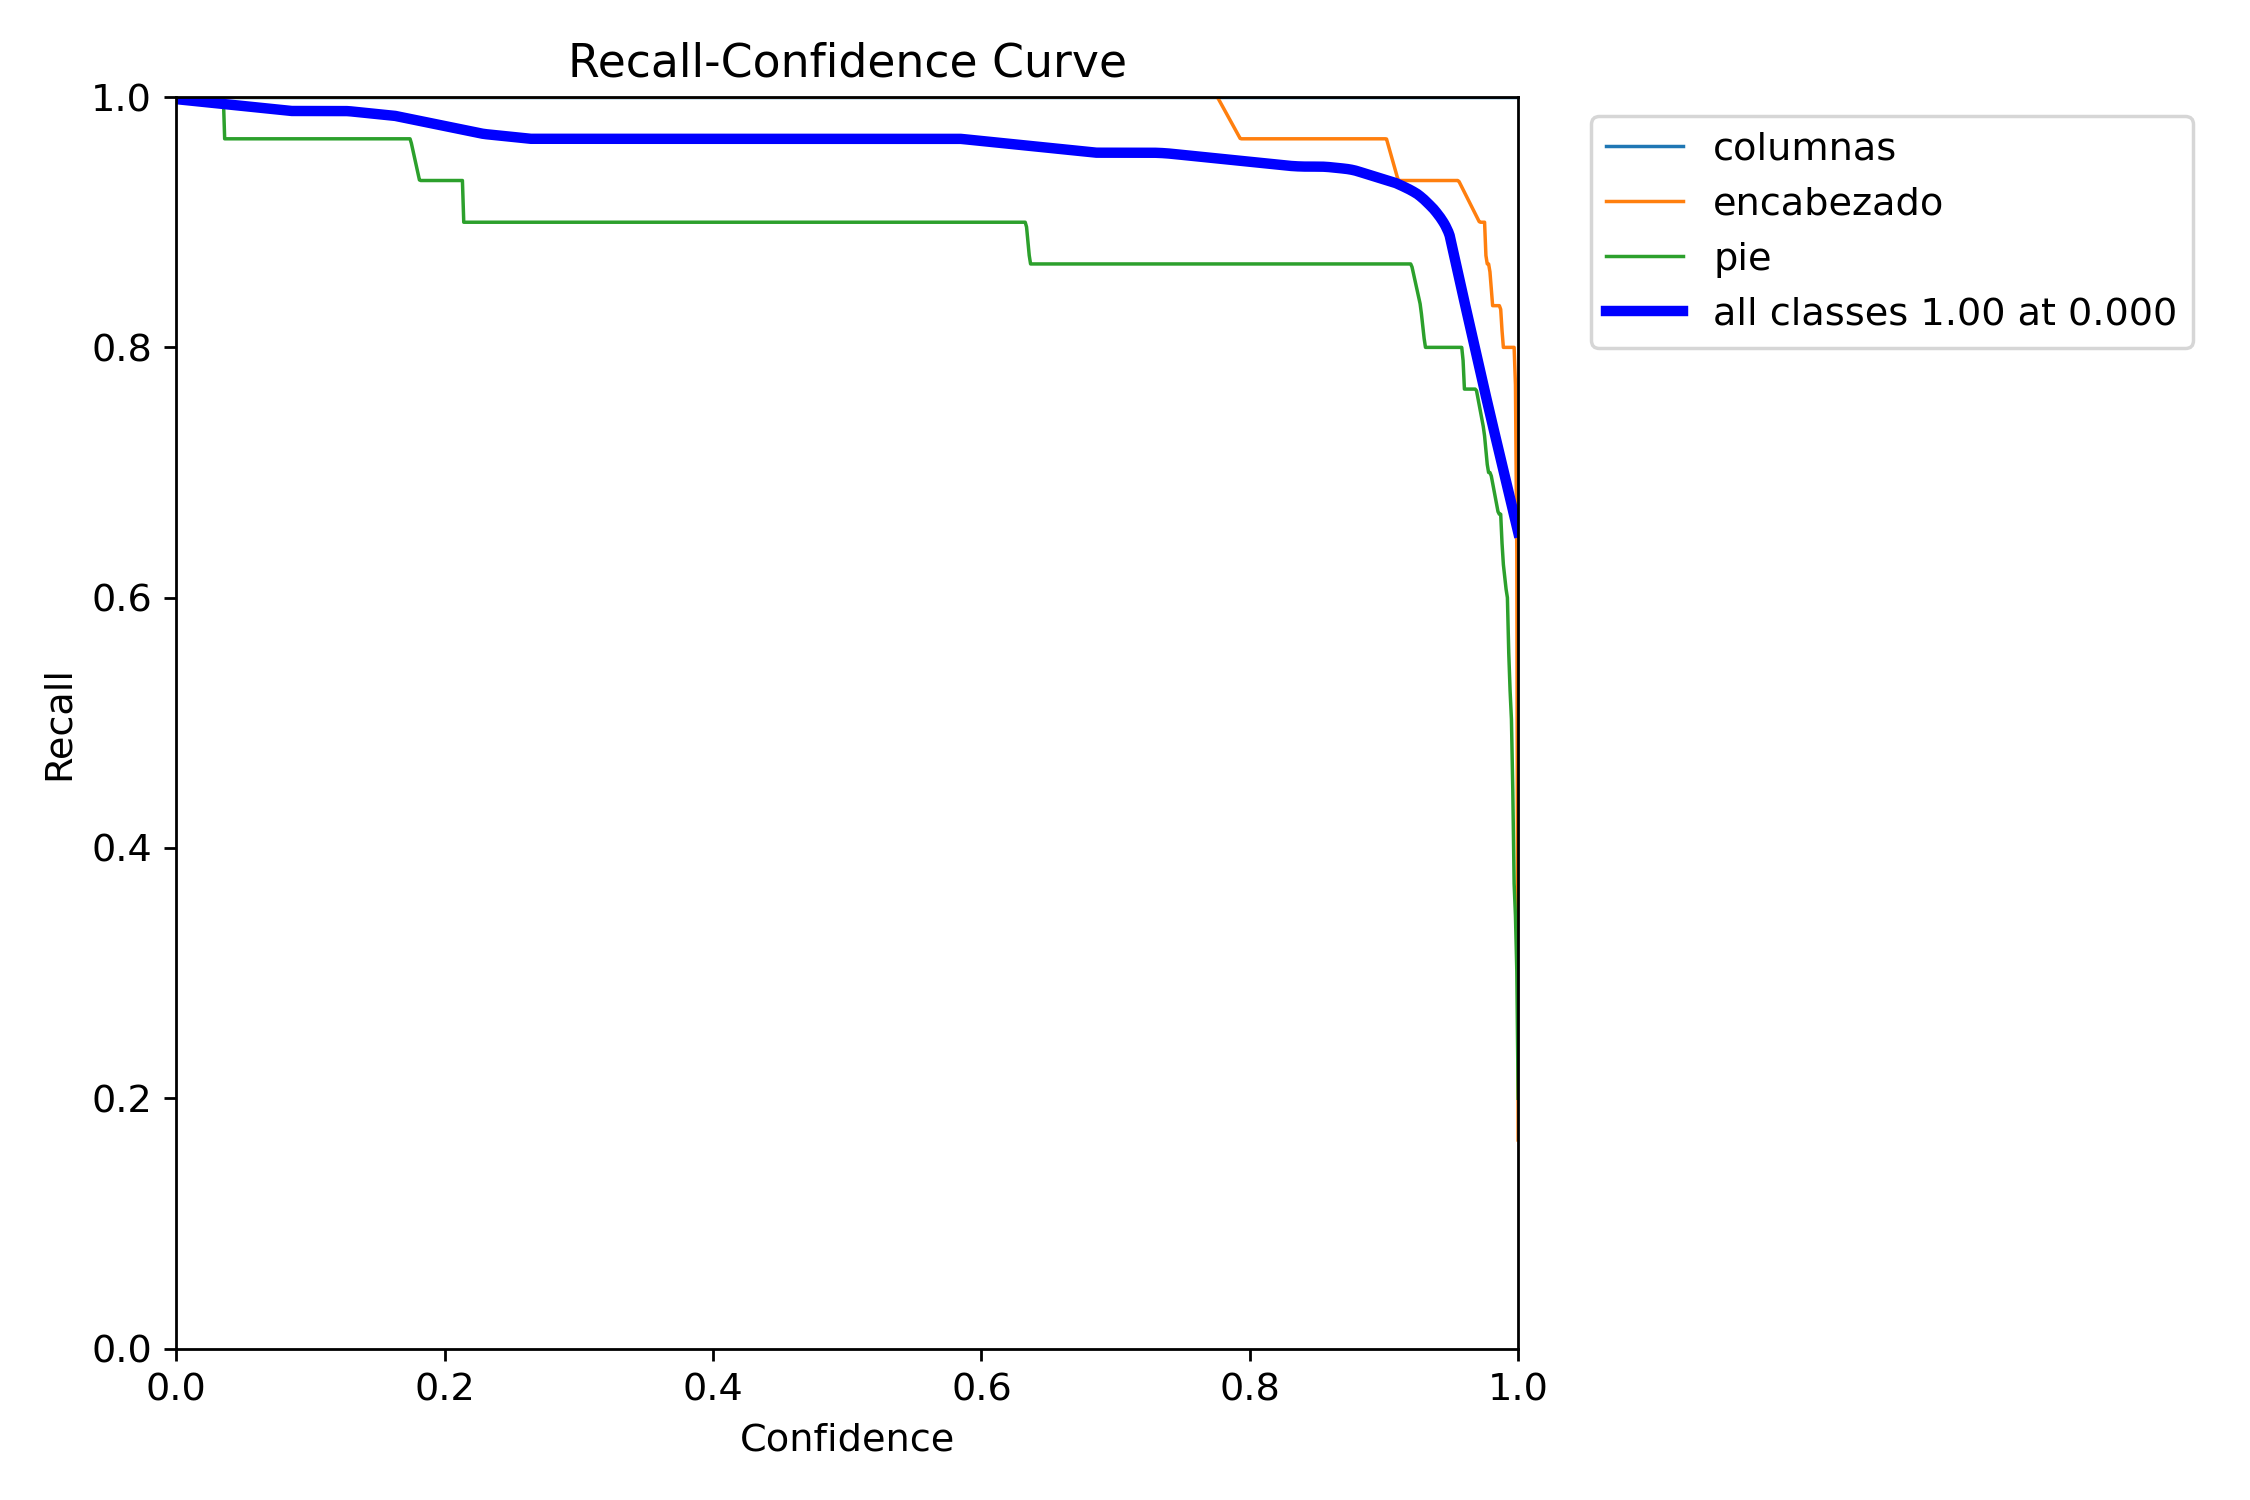 Recall-Confidence Curve
1.0
0.8
0.6
0.4
0.2
0.0
Recall
0.0 0.2 0.4 0.6 0.8 1.0
Confidence
columnas
encabezado
pie
all classes 1.00 at 0.000